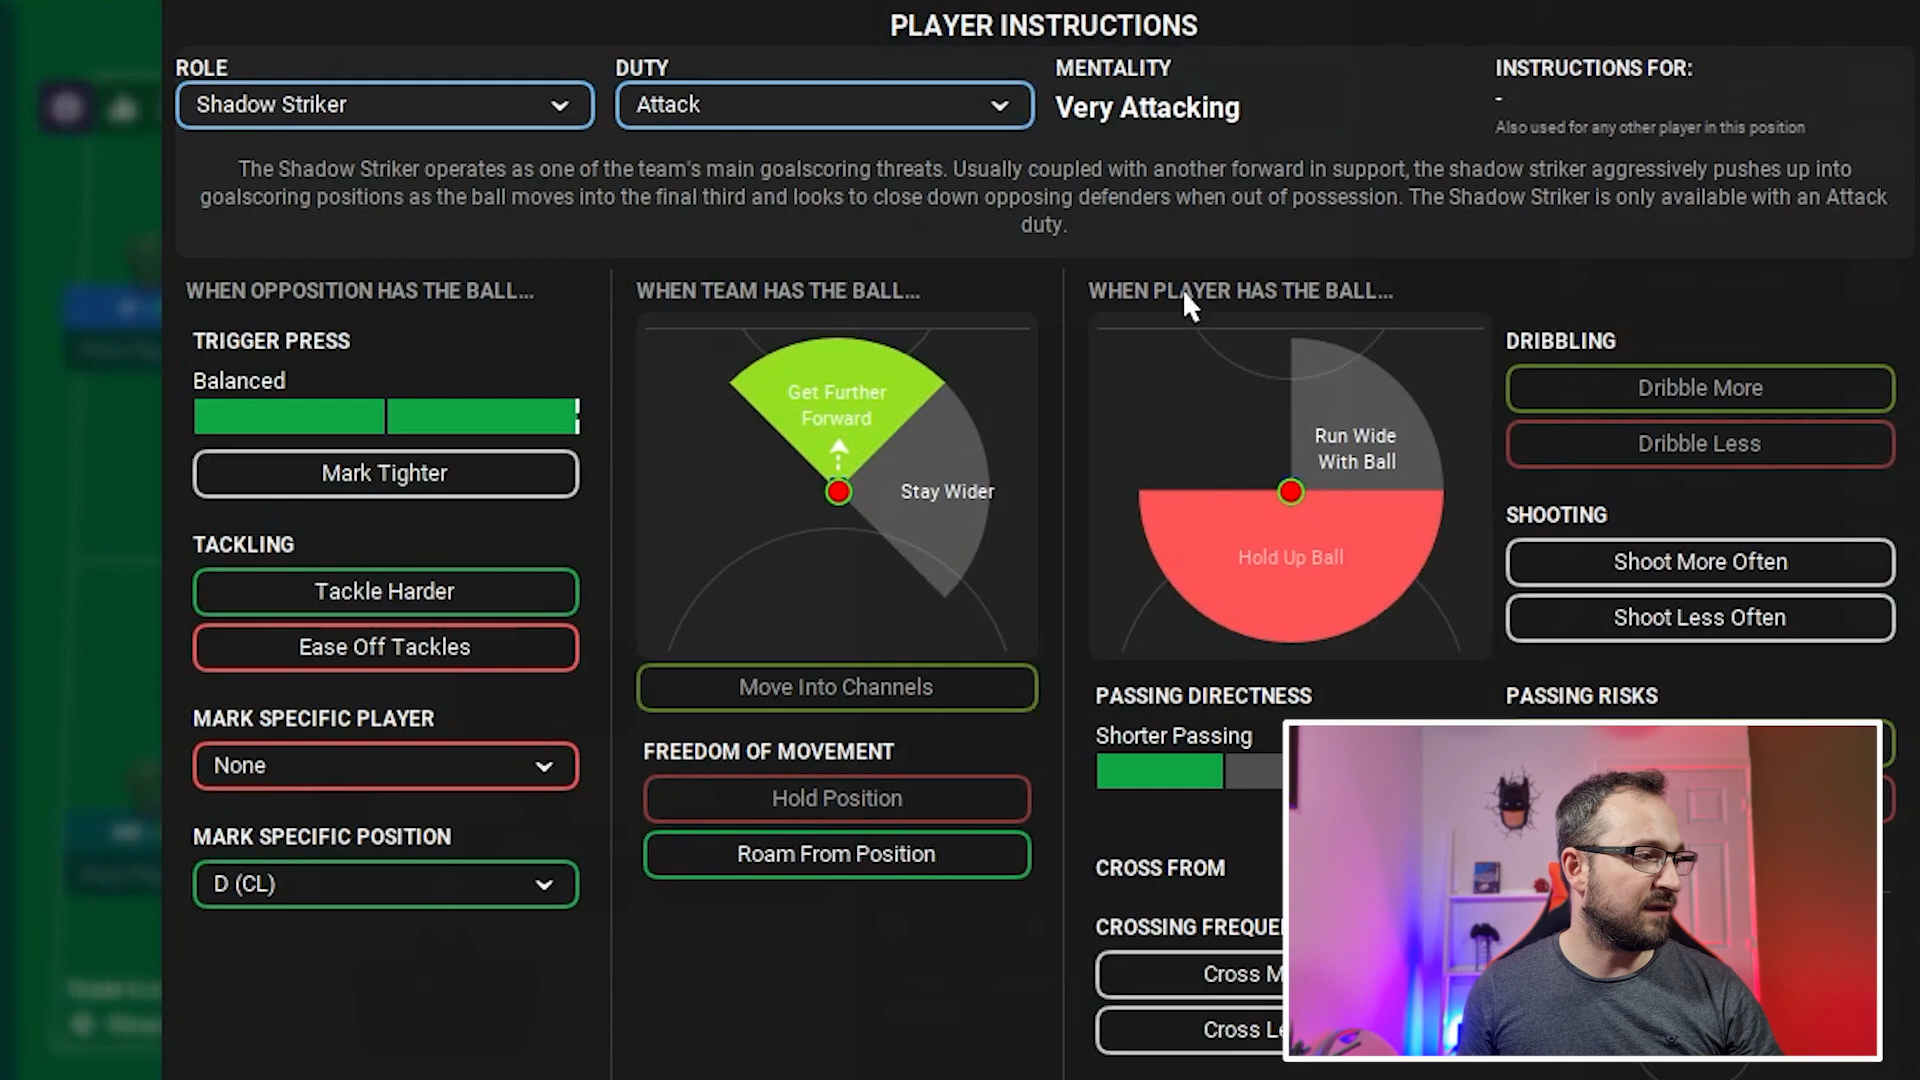 PLAYER INSTRUCTIONS
ROLE
Shadow Striker
DUTY
Attack
MENTALITY
Very Attacking
INSTRUCTIONS FOR:
-
Also used for any other player in this position
The Shadow Striker operates as one of the team's main goalscoring threats. Usually coupled with another forward in support, the shadow striker aggressively pushes up into
goalscoring positions as the ball moves into the final third and looks to close down opposing defenders when out of possession. The Shadow Striker is only available with an Attack
duty.
WHEN OPPOSITION HAS THE BALL...
TRIGGER PRESS
Balanced
Mark Tighter
TACKLING
Tackle Harder
Ease Off Tackles
MARK SPECIFIC PLAYER
None
MARK SPECIFIC POSITION
D (CL)
WHEN TEAM HAS THE BALL...
Get Further
Forward
Stay Wider
Move Into Channels
FREEDOM OF MOVEMENT
Hold Position
Roam From Position
WHEN PLAYER HAS THE BALL...
Run Wide
With Ball
Hold Up Ball
DRIBBLING
Dribble More
Dribble Less
SHOOTING
Shoot More Often
Shoot Less Often
PASSING DIRECTNESS
Shorter Passing
PASSING RISKS
CROSS FROM
CROSSING FREQUE
Cross M
Cross Le